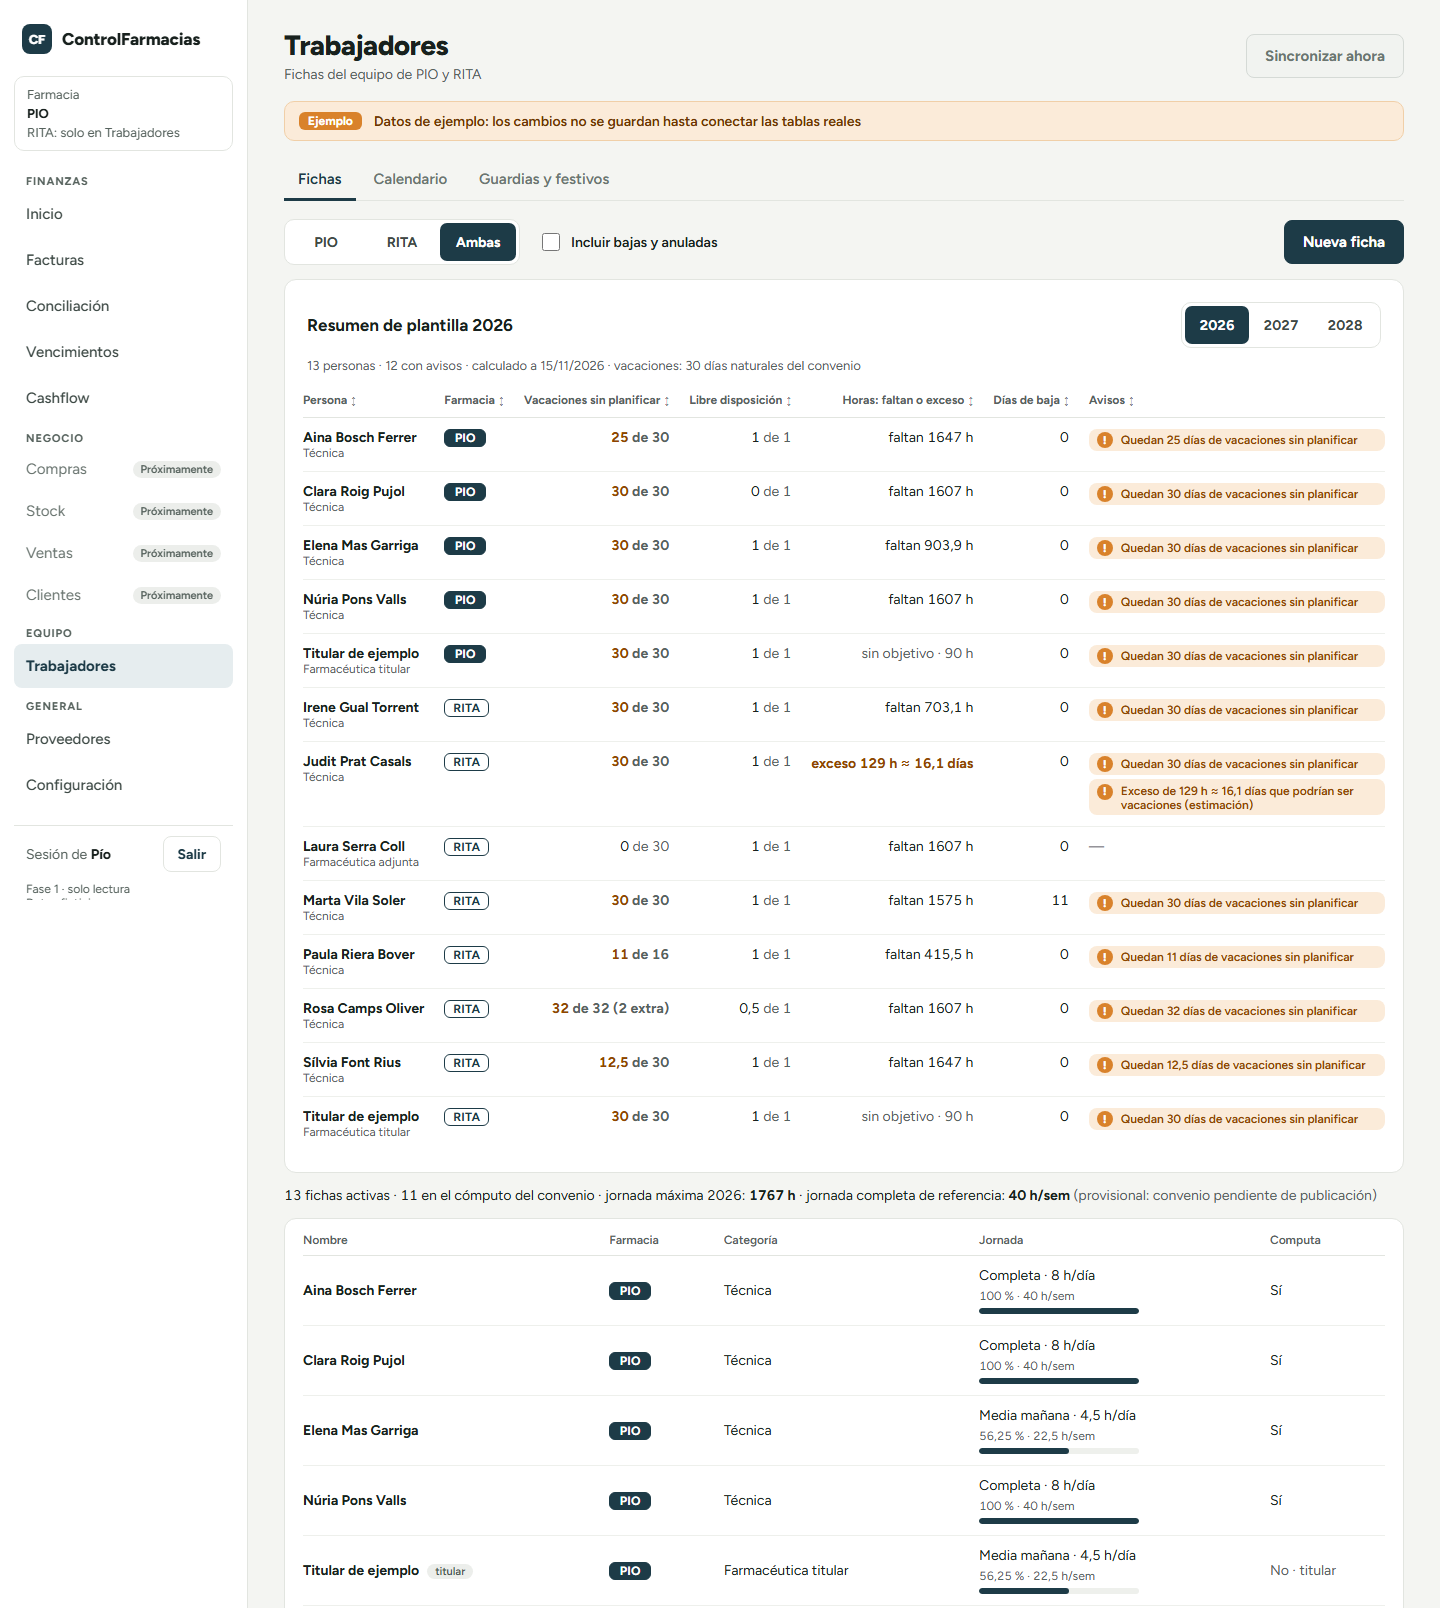 CF ControlFarmacias
Farmacia
PIO
RITA: solo en Trabajadores
FINANZAS
Inicio
Facturas
Conciliación
Vencimientos
Cashflow
NEGOCIO
Compras Próximamente
Stock Próximamente
Ventas Próximamente
Clientes Próximamente
EQUIPO
Trabajadores
GENERAL
Proveedores
Configuración
Sesión de Pío Salir
Fase 1 · solo lectura
Trabajadores
Fichas del equipo de PIO y RITA
Sincronizar ahora
Ejemplo Datos de ejemplo: los cambios no se guardan hasta conectar las tablas reales
Fichas Calendario Guardias y festivos
PIO RITA Ambas Incluir bajas y anuladas Nueva ficha
Resumen de plantilla 2026 2026 2027 2028
13 personas · 12 con avisos · calculado a 15/11/2026 · vacaciones: 30 días naturales del convenio
Persona ↕ Farmacia ↕ Vacaciones sin planificar ↕ Libre disposición ↕ Horas: faltan o exceso ↕ Días de baja ↕ Avisos ↕
Aina Bosch Ferrer PIO 25 de 30 1 de 1 faltan 1647 h 0 ! Quedan 25 días de vacaciones sin planificar
Técnica
Clara Roig Pujol PIO 30 de 30 0 de 1 faltan 1607 h 0 ! Quedan 30 días de vacaciones sin planificar
Técnica
Elena Mas Garriga PIO 30 de 30 1 de 1 faltan 903,9 h 0 ! Quedan 30 días de vacaciones sin planificar
Técnica
Núria Pons Valls PIO 30 de 30 1 de 1 faltan 1607 h 0 ! Quedan 30 días de vacaciones sin planificar
Técnica
Titular de ejemplo PIO 30 de 30 1 de 1 sin objetivo · 90 h 0 ! Quedan 30 días de vacaciones sin planificar
Farmacéutica titular
Irene Gual Torrent RITA 30 de 30 1 de 1 faltan 703,1 h 0 ! Quedan 30 días de vacaciones sin planificar
Técnica
Judit Prat Casals RITA 30 de 30 1 de 1 exceso 129 h ≈ 16,1 días 0 ! Quedan 30 días de vacaciones sin planificar
Técnica
! Exceso de 129 h ≈ 16,1 días que podrían ser
vacaciones (estimación)
Laura Serra Coll RITA 0 de 30 1 de 1 faltan 1607 h 0 —
Farmacéutica adjunta
Marta Vila Soler RITA 30 de 30 1 de 1 faltan 1575 h 11 ! Quedan 30 días de vacaciones sin planificar
Técnica
Paula Riera Bover RITA 11 de 16 1 de 1 faltan 415,5 h 0 ! Quedan 11 días de vacaciones sin planificar
Técnica
Rosa Camps Oliver RITA 32 de 32 (2 extra) 0,5 de 1 faltan 1607 h 0 ! Quedan 32 días de vacaciones sin planificar
Técnica
Sílvia Font Rius RITA 12,5 de 30 1 de 1 faltan 1647 h 0 ! Quedan 12,5 días de vacaciones sin planificar
Técnica
Titular de ejemplo RITA 30 de 30 1 de 1 sin objetivo · 90 h 0 ! Quedan 30 días de vacaciones sin planificar
Farmacéutica titular
13 fichas activas · 11 en el cómputo del convenio · jornada máxima 2026: 1767 h · jornada completa de referencia: 40 h/sem (provisional: convenio pendiente de publicación)
Nombre Farmacia Categoría Jornada Computa
Aina Bosch Ferrer PIO Técnica Completa · 8 h/día Sí
100 % · 40 h/sem
Clara Roig Pujol PIO Técnica Completa · 8 h/día Sí
100 % · 40 h/sem
Elena Mas Garriga PIO Técnica Media mañana · 4,5 h/día Sí
56,25 % · 22,5 h/sem
Núria Pons Valls PIO Técnica Completa · 8 h/día Sí
100 % · 40 h/sem
Titular de ejemplo titular PIO Farmacéutica titular Media mañana · 4,5 h/día No · titular
56,25 % · 22,5 h/sem